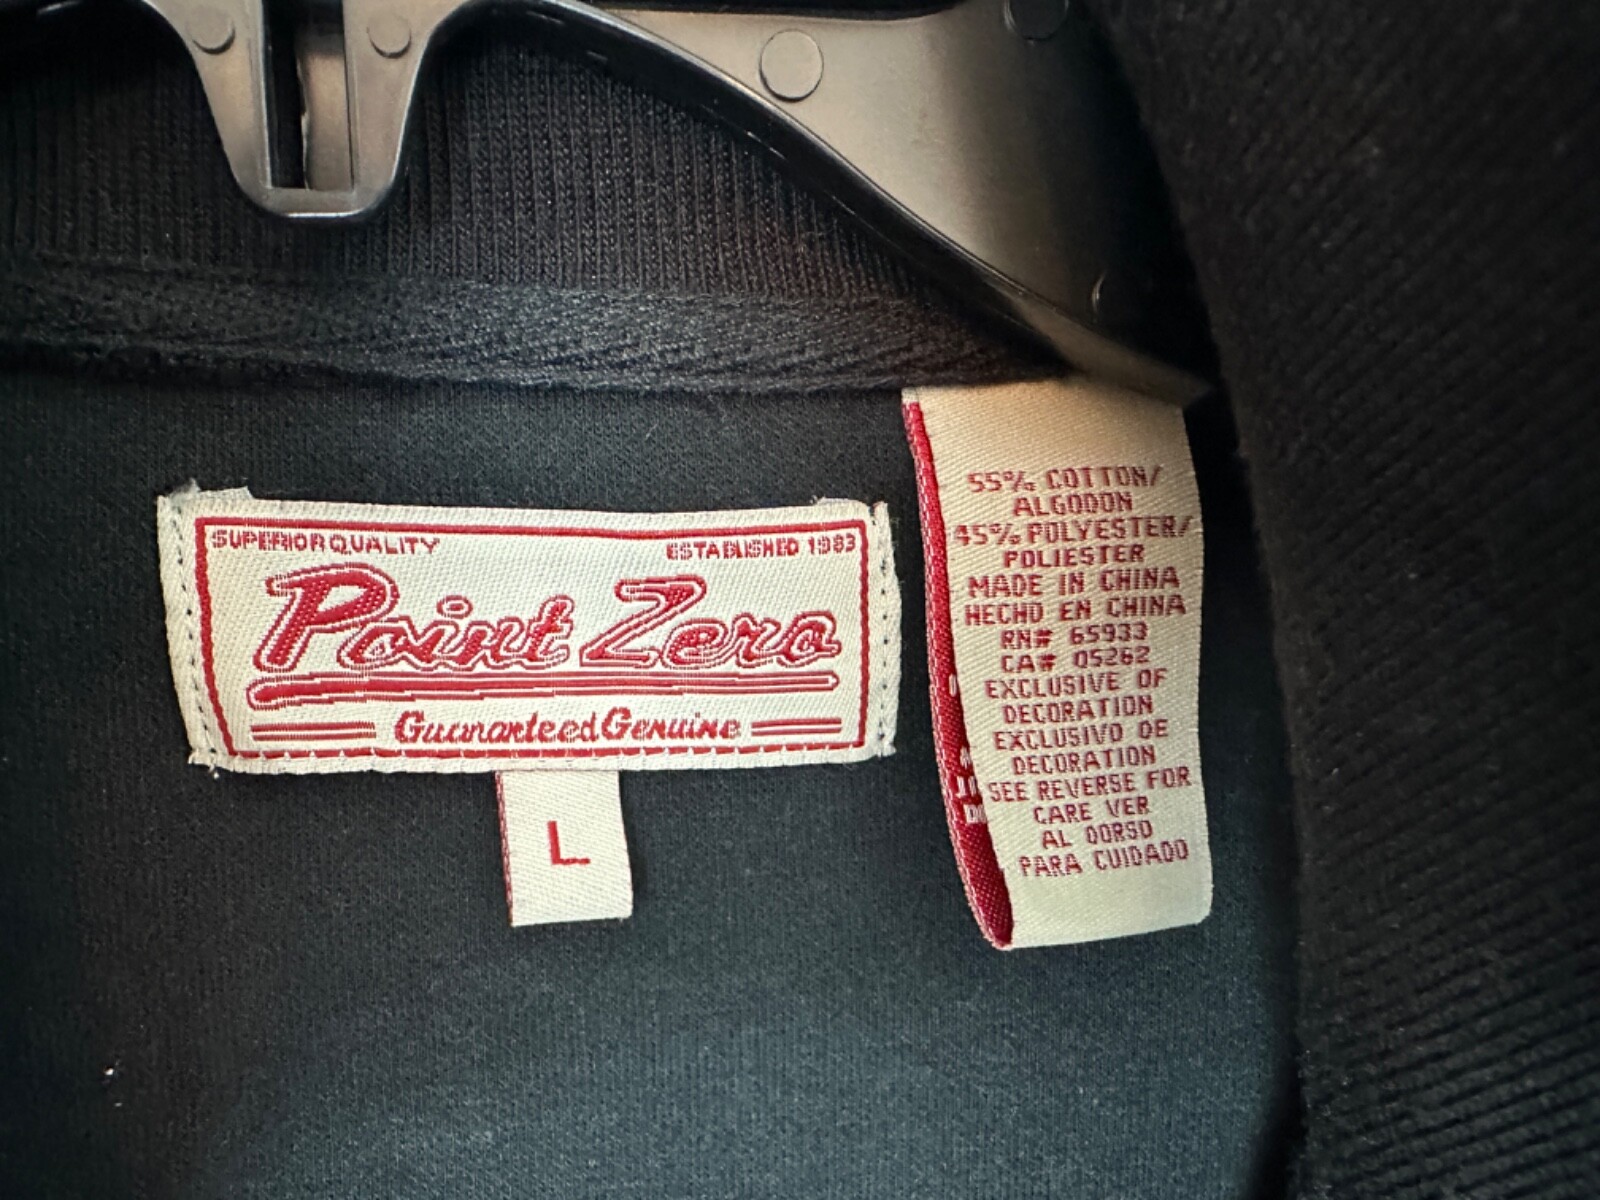 SUPERIOR QUALITY
ESTABLISHED 1983
Point Zero
Guaranteed Genuine
L
55% COTTON/
ALGODON
45% POLYESTER/
POLIESTER
MADE IN CHINA
HECHO EN CHINA
RN# 65933
CA# 05262
EXCLUSIVE OF
DECORATION
EXCLUSIVO DE
DECORATION
SEE REVERSE FOR
CARE VER
AL DORSO
PARA CUIDADO